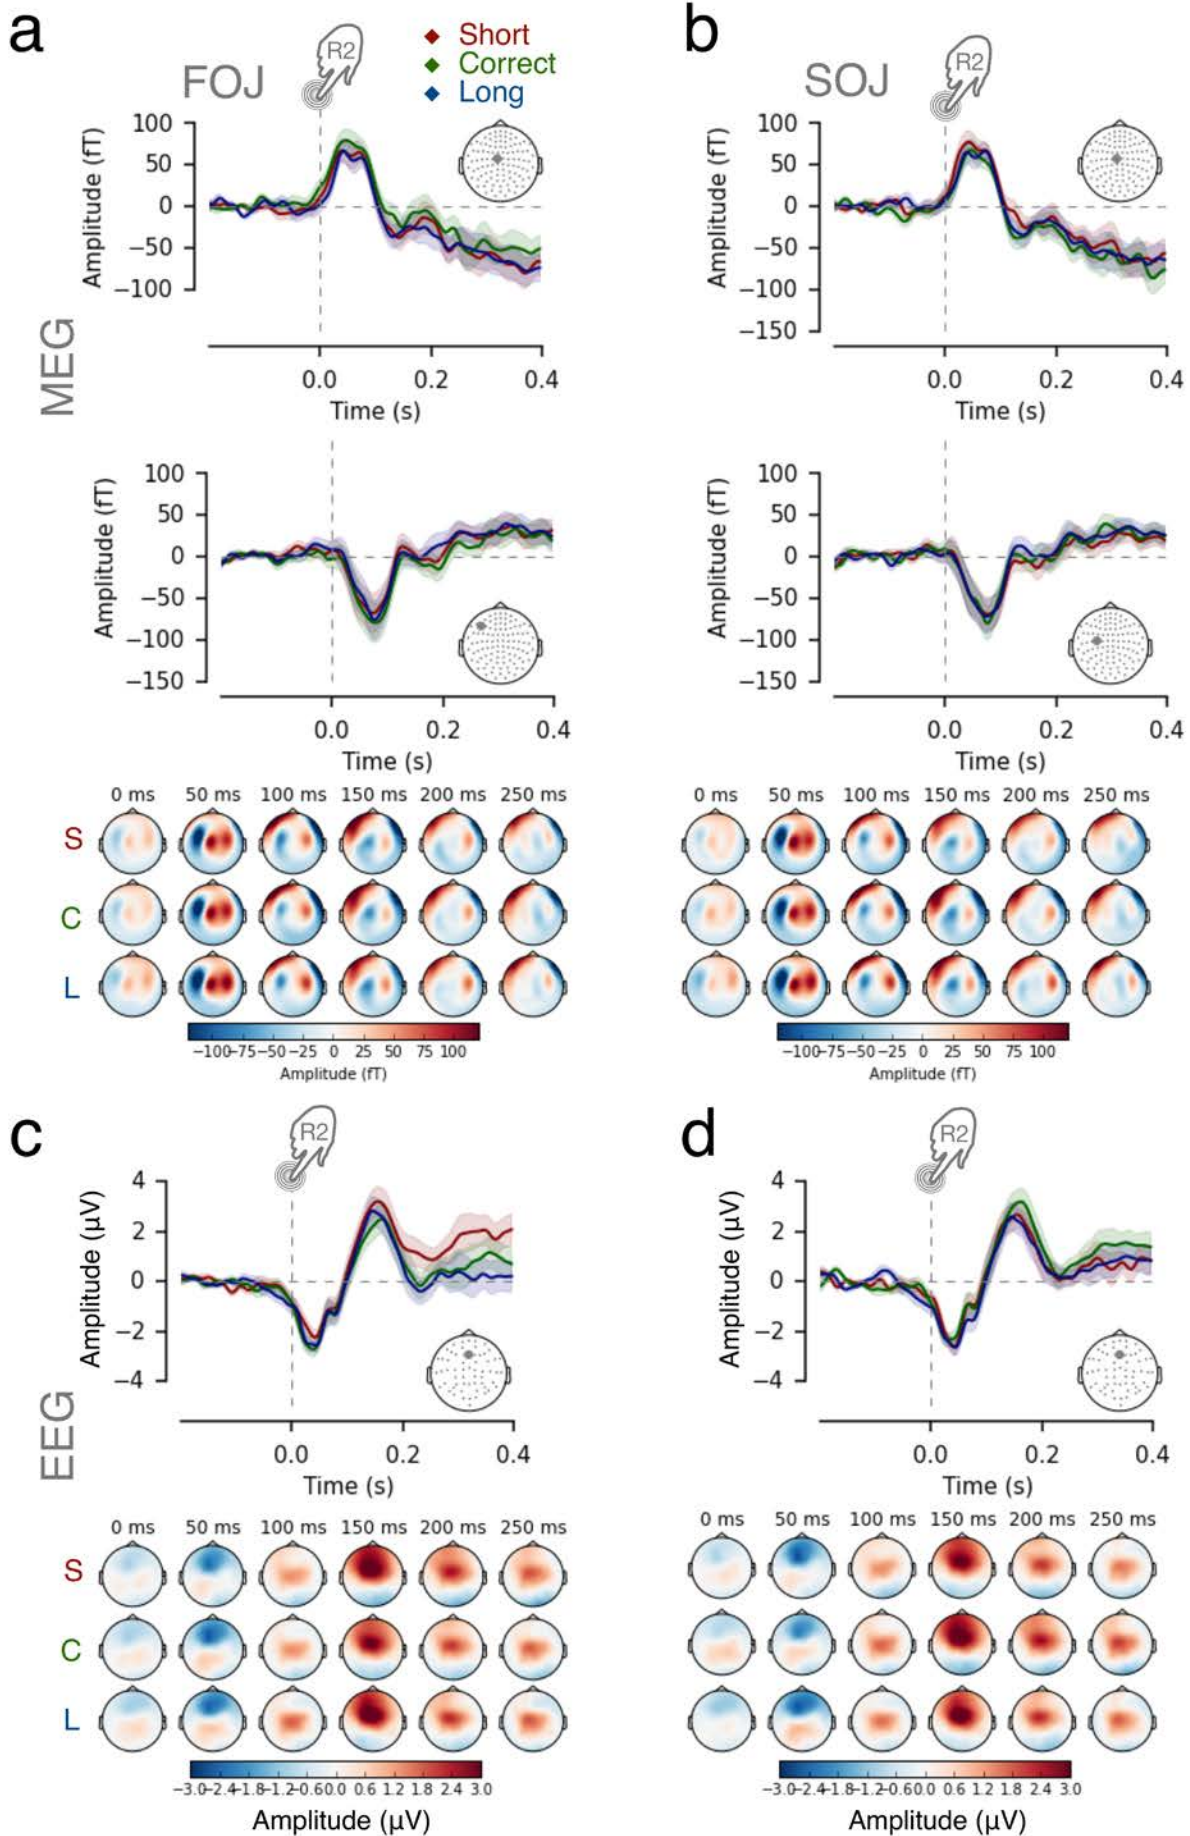 a
b
FOJ
R2
Short
Correct
Long
SOJ
R2
MEG
Amplitude (fT)
100
50
0
−50
−100
0.0 0.2 0.4
Time (s)
Amplitude (fT)
100
50
0
−50
−100
−150
0.0 0.2 0.4
Time (s)
Amplitude (fT)
100
50
0
−50
−100
−150
0.0 0.2 0.4
Time (s)
Amplitude (fT)
100
50
0
−50
−100
−150
0.0 0.2 0.4
Time (s)
0 ms 50 ms 100 ms 150 ms 200 ms 250 ms
S
C
L
−100−75−50−25 0 25 50 75 100
Amplitude (fT)
0 ms 50 ms 100 ms 150 ms 200 ms 250 ms
−100−75−50−25 0 25 50 75 100
Amplitude (fT)
c
R2
d
R2
EEG
Amplitude (µV)
4
2
0
−2
−4
0.0 0.2 0.4
Time (s)
Amplitude (µV)
4
2
0
−2
−4
0.0 0.2 0.4
Time (s)
0 ms 50 ms 100 ms 150 ms 200 ms 250 ms
S
C
L
−3.0−2.4−1.8−1.2−0.60.0 0.6 1.2 1.8 2.4 3.0
Amplitude (µV)
0 ms 50 ms 100 ms 150 ms 200 ms 250 ms
−3.0−2.4−1.8−1.2−0.60.0 0.6 1.2 1.8 2.4 3.0
Amplitude (µV)